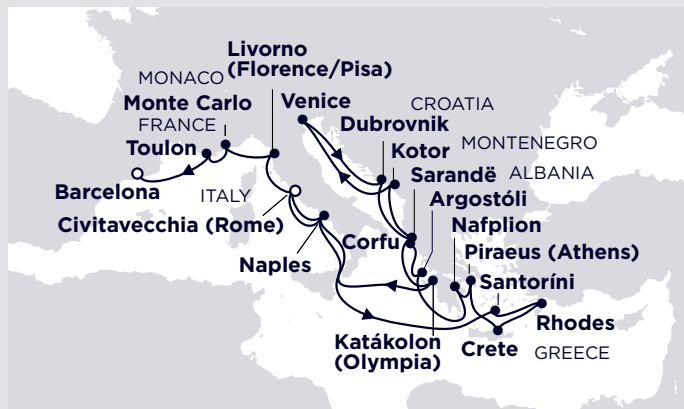 Livorno
(Florence/Pisa)
MONACO
Monte Carlo
FRANCE
Toulon
Barcelona
Venice
CROATIA
Dubrovnik
MONTENEGRO
Kotor
Sarandë
ALBANIA
ITALY
Argostóli
Civitavecchia (Rome)
Nafplion
Corfu
Piraeus (Athens)
Naples
Santoríni
Rhodes
Katákolon
(Olympia)
Crete
GREECE